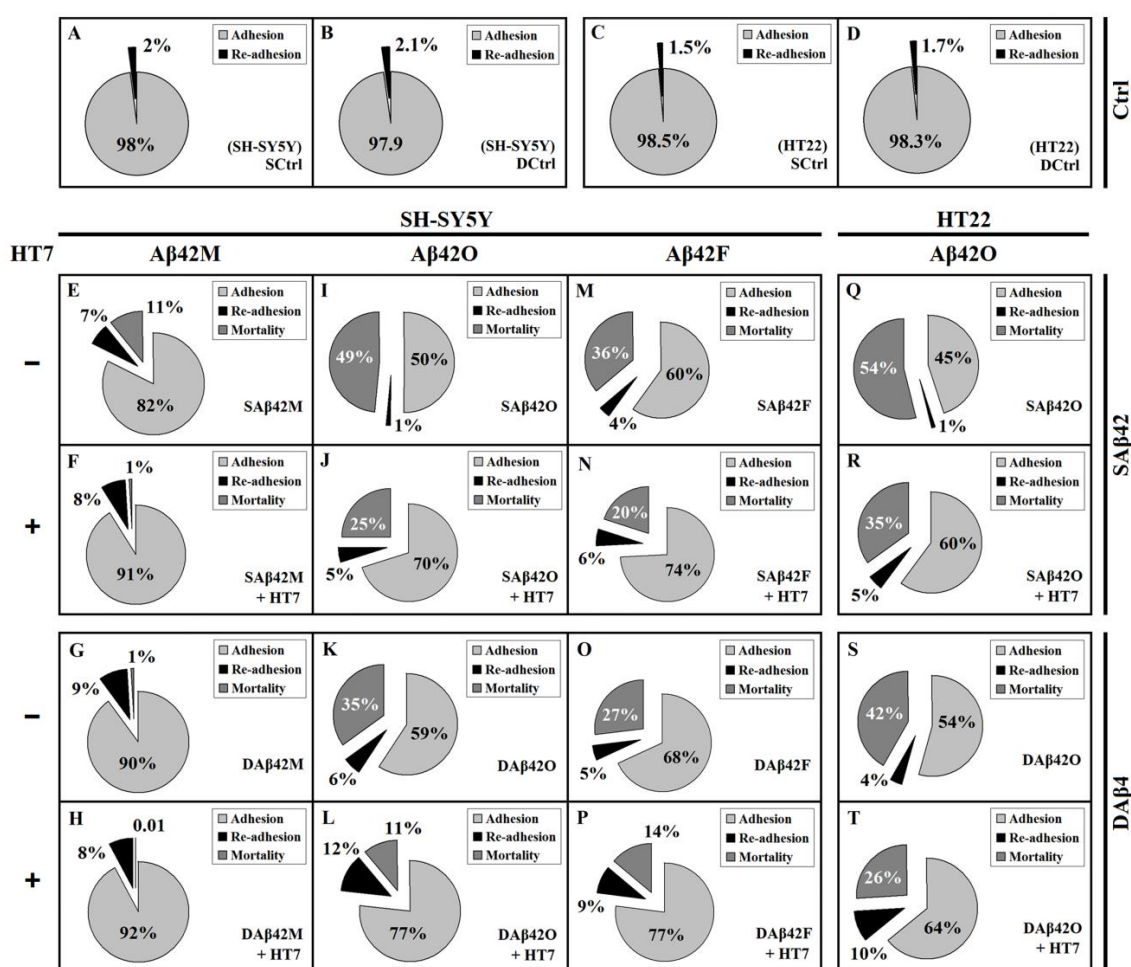 A
2%
Adhesion
Re-adhesion
98%
(SH-SY5Y)
SCtrl
B
2.1%
Adhesion
Re-adhesion
97.9
(SH-SY5Y)
DCtrl
C
1.5%
Adhesion
Re-adhesion
98.5%
(HT22)
SCtrl
D
1.7%
Adhesion
Re-adhesion
98.3%
(HT22)
DCtrl
Ctrl
SH-SY5Y
HT22
HT7
Aβ42M
Aβ42O
Aβ42F
Aβ42O
–
E
7%
11%
Adhesion
Re-adhesion
Mortality
82%
SAβ42M
I
Adhesion
Re-adhesion
Mortality
49%
50%
1%
SAβ42O
M
Adhesion
Re-adhesion
Mortality
36%
60%
4%
SAβ42F
Q
Adhesion
Re-adhesion
Mortality
54%
45%
1%
SAβ42O
SAβ42
+
F
1%
8%
Adhesion
Re-adhesion
Mortality
91%
SAβ42M
+ HT7
J
Adhesion
Re-adhesion
Mortality
25%
5%
70%
SAβ42O
+ HT7
N
Adhesion
Re-adhesion
Mortality
20%
6%
74%
SAβ42F
+ HT7
R
Adhesion
Re-adhesion
Mortality
35%
60%
5%
SAβ42O
+ HT7
–
G
1%
9%
Adhesion
Re-adhesion
Mortality
90%
DAβ42M
K
Adhesion
Re-adhesion
Mortality
35%
59%
6%
DAβ42O
O
Adhesion
Re-adhesion
Mortality
27%
5%
68%
DAβ42F
S
Adhesion
Re-adhesion
Mortality
42%
54%
4%
DAβ42O
DAβ4
+
H
0.01
8%
Adhesion
Re-adhesion
Mortality
92%
DAβ42M
+ HT7
L
11%
12%
Adhesion
Re-adhesion
Mortality
77%
DAβ42O
+ HT7
P
14%
Adhesion
Re-adhesion
Mortality
9%
77%
DAβ42F
+ HT7
T
Adhesion
Re-adhesion
Mortality
26%
10%
64%
DAβ42O
+ HT7